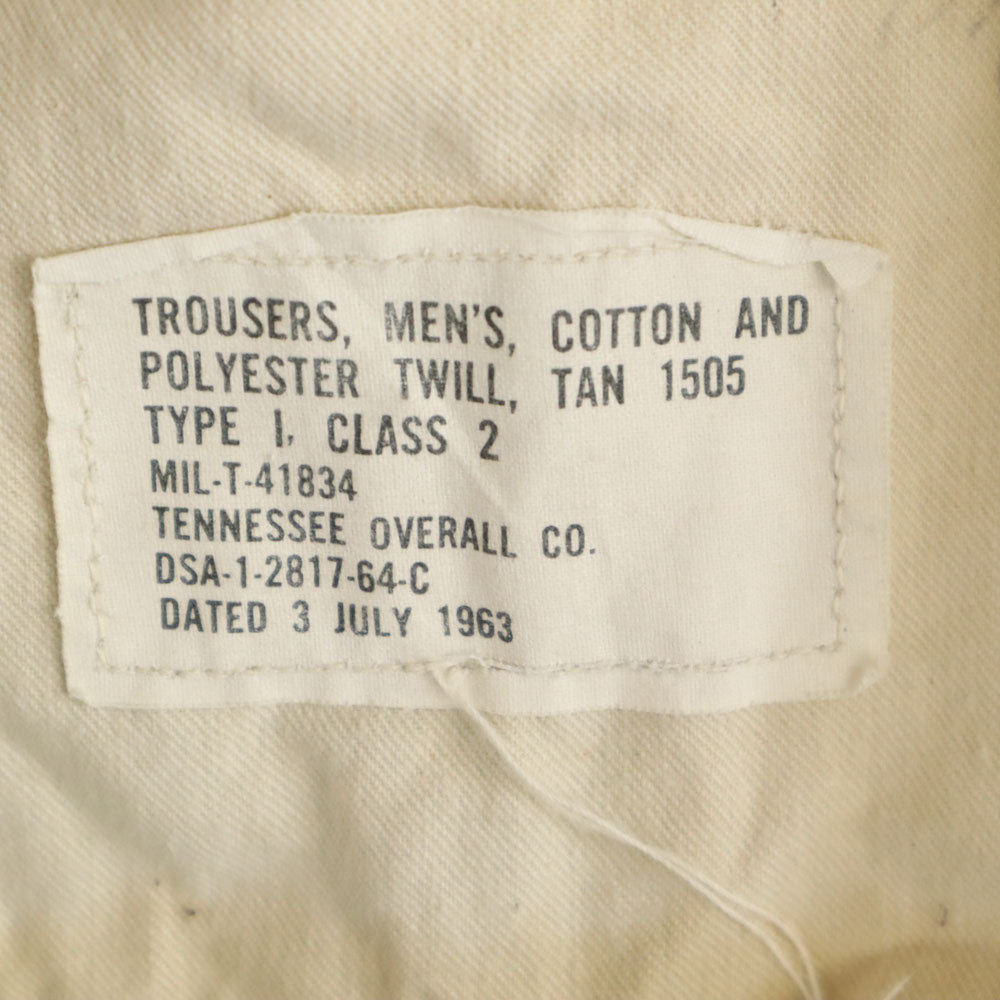 TROUSERS, MEN'S, COTTON AND
POLYESTER TWILL, TAN 1505
TYPE I, CLASS 2
MIL-T-41834
TENNESSEE OVERALL CO.
DSA-1-2817-64-C
DATED 3 JULY 1963